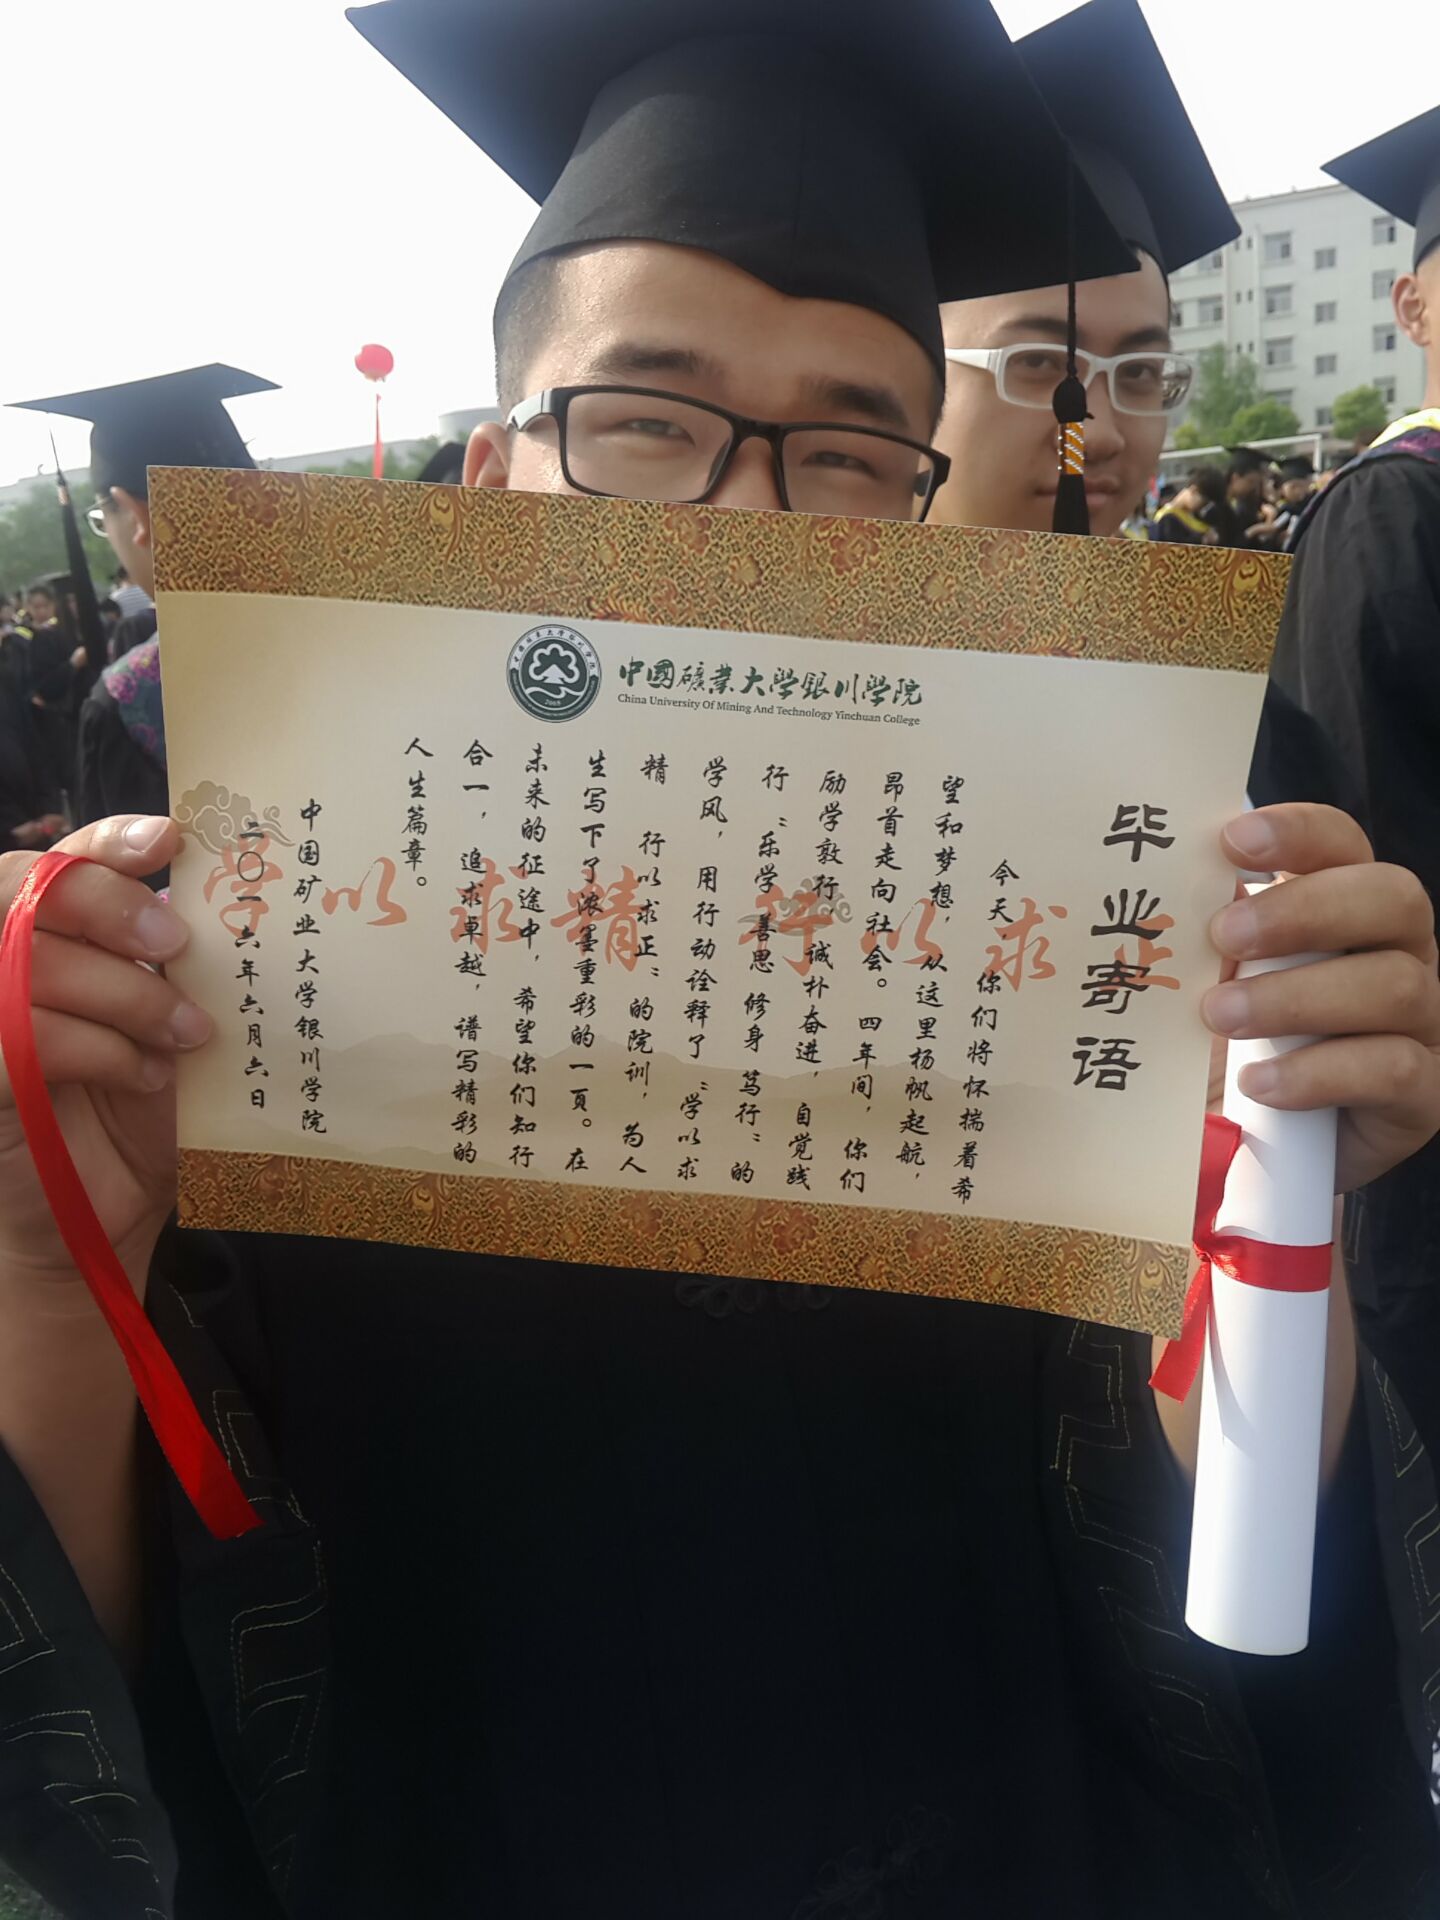 中國礦業大學銀川學院
China University Of Mining And Technology Yinchuan College
毕业寄语
今天，你们将怀揣着希
望和梦想，从这里杨帆起航，
昂首走向社会。四年间，你们
励学敦行，诚朴奋进，自觉践
行“乐学 善思 修身 笃行”的
学风，用行动诠释了“学以求
精 行以求正”的院训，为人
生写下了浓墨重彩的一页。在
未来的征途中，希望你们知行
合一，追求卓越，谱写精彩的
人生篇章。
中国矿业大学银川学院
二〇一六年六月六日
学以求精 行以求正